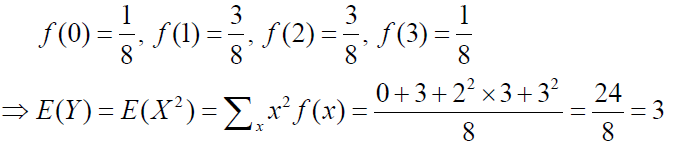 f(0) = 1/8, f(1) = 3/8, f(2) = 3/8, f(3) = 1/8
⇒ E(Y) = E(X²) = ∑ₓ x² f(x) = (0 + 3 + 2² × 3 + 3²)/8 = 24/8 = 3